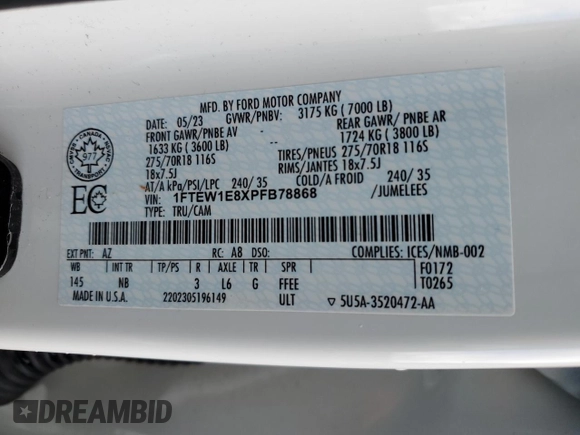 MFD. BY FORD MOTOR COMPANY
DATE: 05/23 GVWR/PNBV: 3175 KG (7000 LB)
FRONT GAWR/PNBE AV REAR GAWR/ PNBE AR
1633 KG (3600 LB) 1724 KG (3800 LB)
275/70R18 116S TIRES/PNEUS 275/70R18 116S
18x7.5J RIMS/JANTES 18x7.5J
AT/A kPa/PSI/LPC 240/35 COLD/A FROID 240/35
VIN: 1FTEW1E8XPFB78868 /JUMELEES
TYPE: TRU/CAM
CANADA
977
TRANSPORT
EC
EXT PNT: AZ RC: A8 DSO: COMPLIES: ICES/NMB-002
WB INT TR TP/PS R AXLE TR SPR F0172
145 NB 3 L6 G FFEE T0265
MADE IN U.S.A. 2202305196149 ULT ▽ 5U5A-3520472-AA
DREAMBID